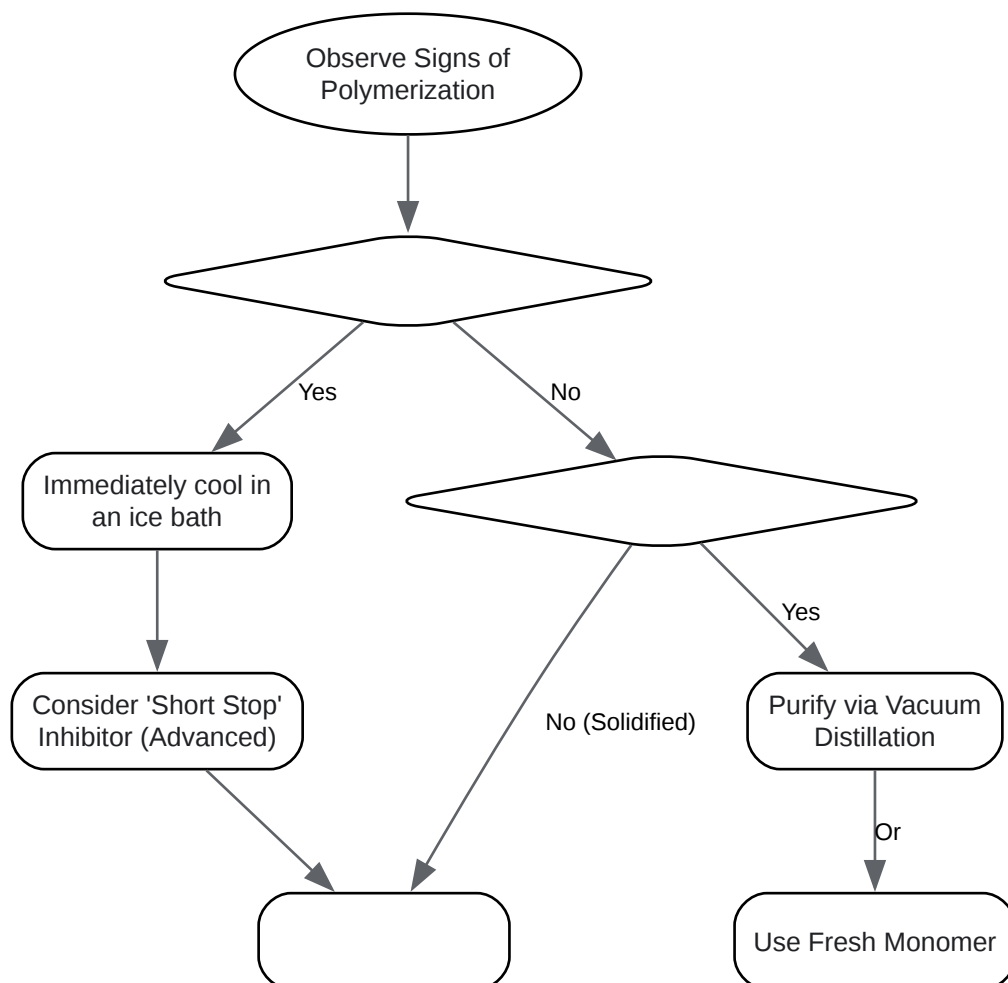 Observe Signs of
Polymerization
Yes
No
Immediately cool in
an ice bath
Yes
Consider 'Short Stop'
Inhibitor (Advanced)
No (Solidified)
Purify via Vacuum
Distillation
Or
Use Fresh Monomer